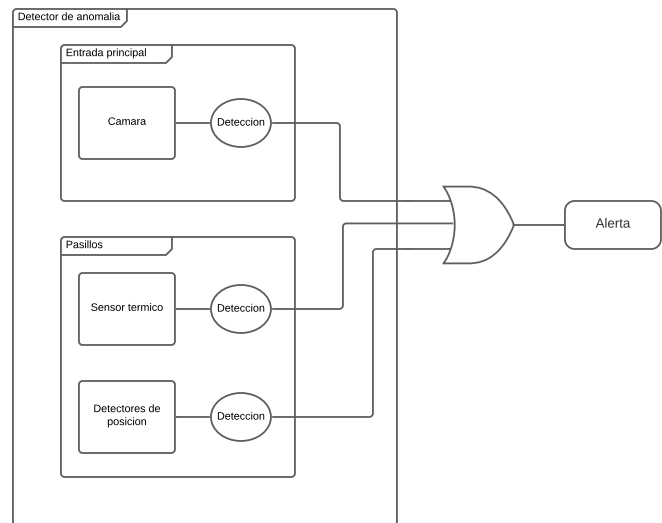 Detector de anomalia
Entrada principal
Camara
Deteccion
Pasillos
Sensor termico
Deteccion
Detectores de
posicion
Deteccion
Alerta